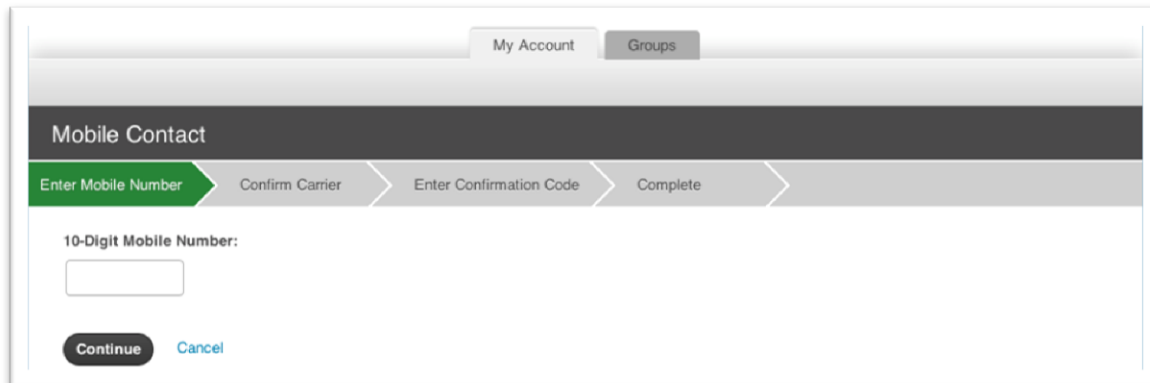 My Account Groups
Mobile Contact
Enter Mobile Number Confirm Carrier Enter Confirmation Code Complete
10-Digit Mobile Number:
Continue Cancel